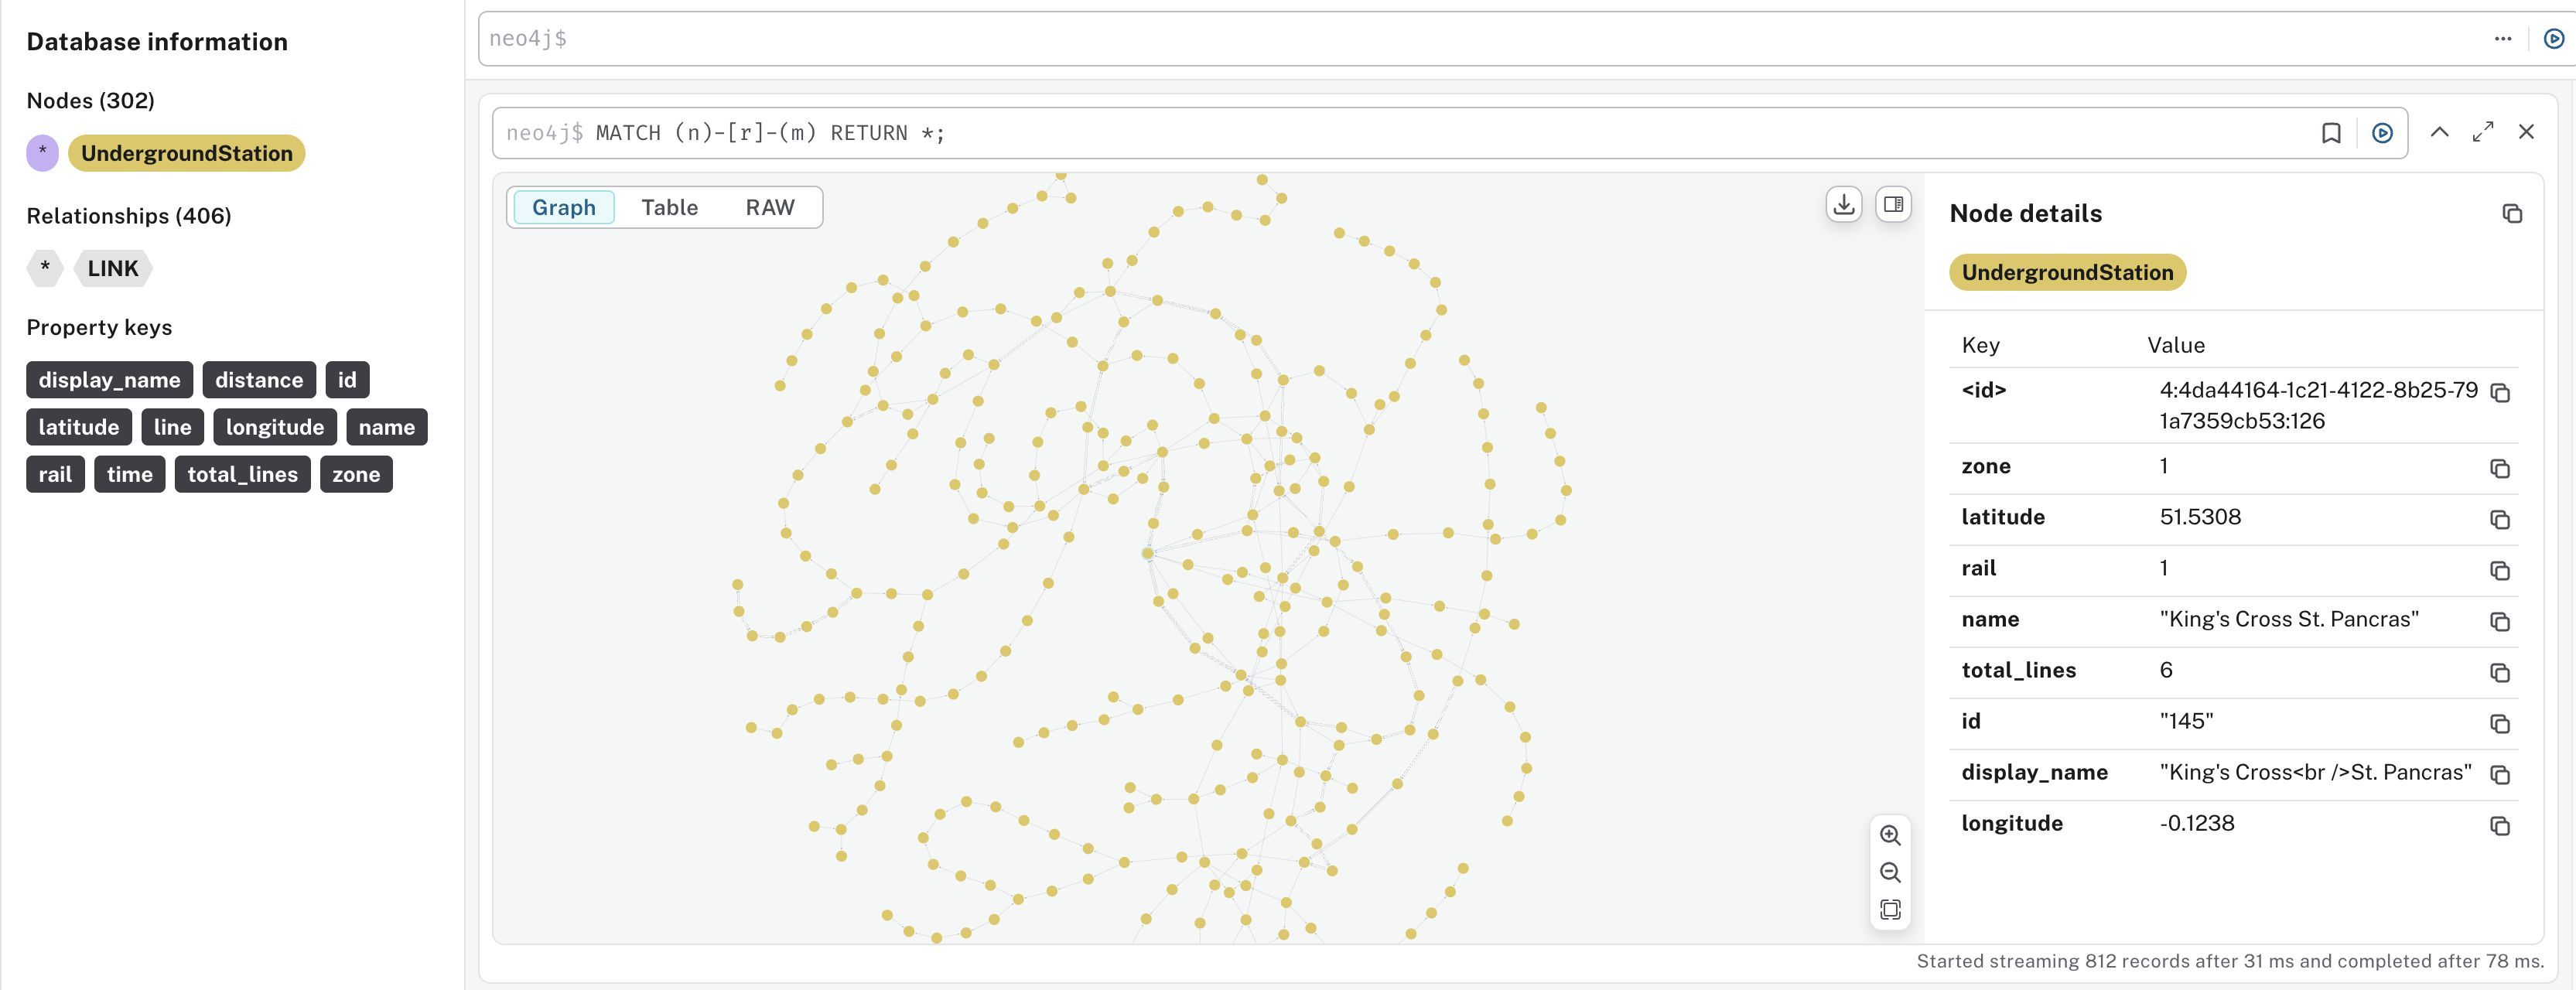 Database information
Nodes (302)
* UndergroundStation
Relationships (406)
* LINK
Property keys
display_name distance id
latitude line longitude name
rail time total_lines zone
neo4j$
neo4j$ MATCH (n)-[r]-(m) RETURN *;
Graph Table RAW
Node details
UndergroundStation
Key Value
<id> 4:4da44164-1c21-4122-8b25-79
1a7359cb53:126
zone 1
latitude 51.5308
rail 1
name "King's Cross St. Pancras"
total_lines 6
id "145"
display_name "King's Cross<br />St. Pancras"
longitude -0.1238
Started streaming 812 records after 31 ms and completed after 78 ms.